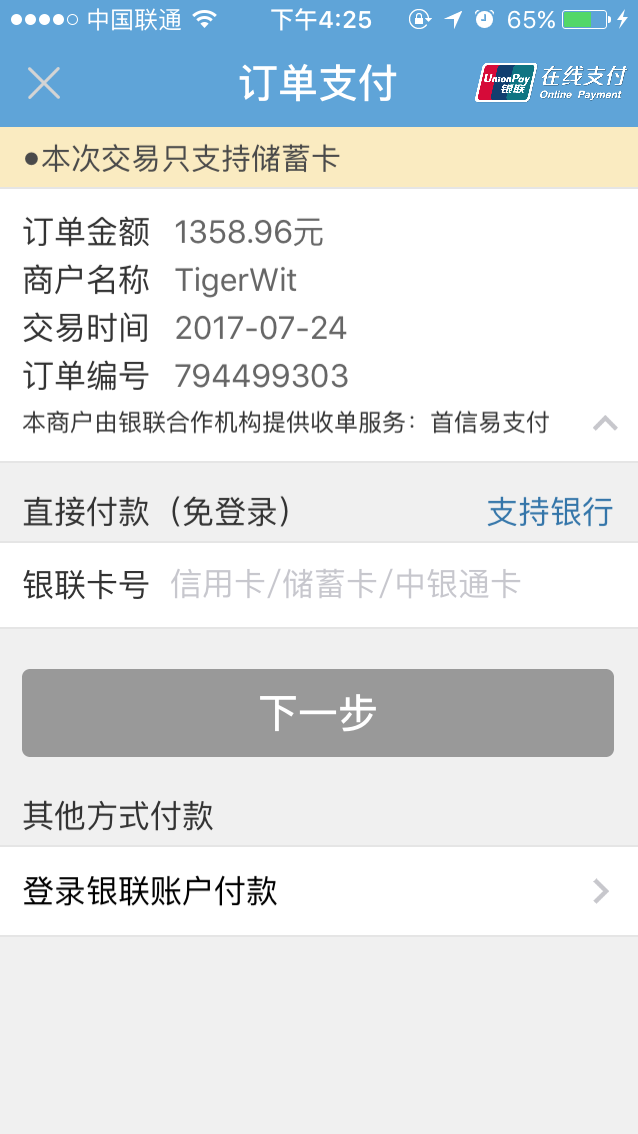 中国联通 下午4:25 65%
订单支付
UnionPay 银联 在线支付 Online Payment
●本次交易只支持储蓄卡
订单金额 1358.96元
商户名称 TigerWit
交易时间 2017-07-24
订单编号 794499303
本商户由银联合作机构提供收单服务：首信易支付
直接付款（免登录） 支持银行
银联卡号 信用卡/储蓄卡/中银通卡
下一步
其他方式付款
登录银联账户付款